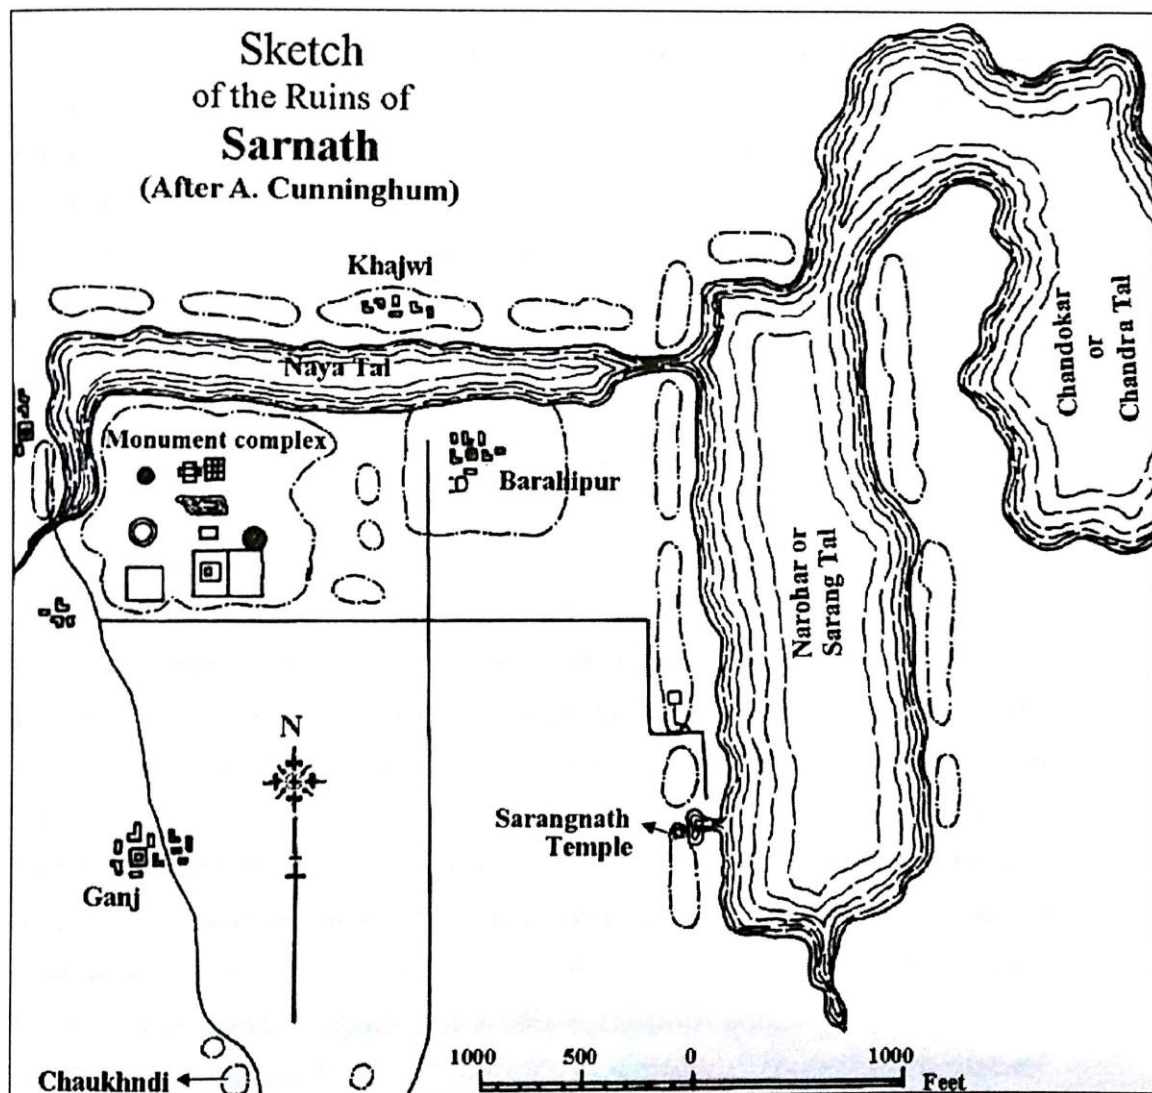 Sketch
of the Ruins of
Sarnath
(After A. Cunninghum)
Khajwi
Naya Tal
Monument complex
Barahipur
Chandokar
or
Chandra Tal
Narohar or
Sarang Tal
N
Sarangnath
Temple
Ganj
Chaukhndi
1000 500 0 1000
Feet